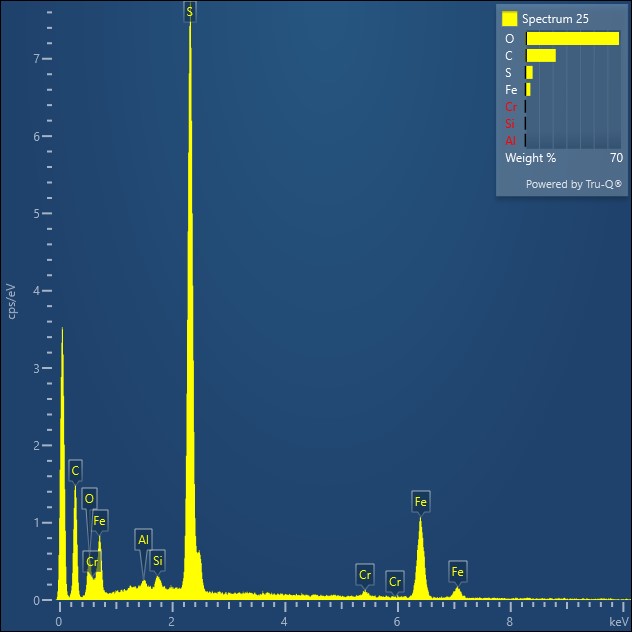 S
Spectrum 25
O
C
S
Fe
Cr
Si
Al
Weight % 70
Powered by Tru-Q®
7
6
5
4
cps/eV
3
2
C
O
Fe
Fe
1
Al
Cr
Si
Cr
Cr
Fe
0
0 2 4 6 8 keV